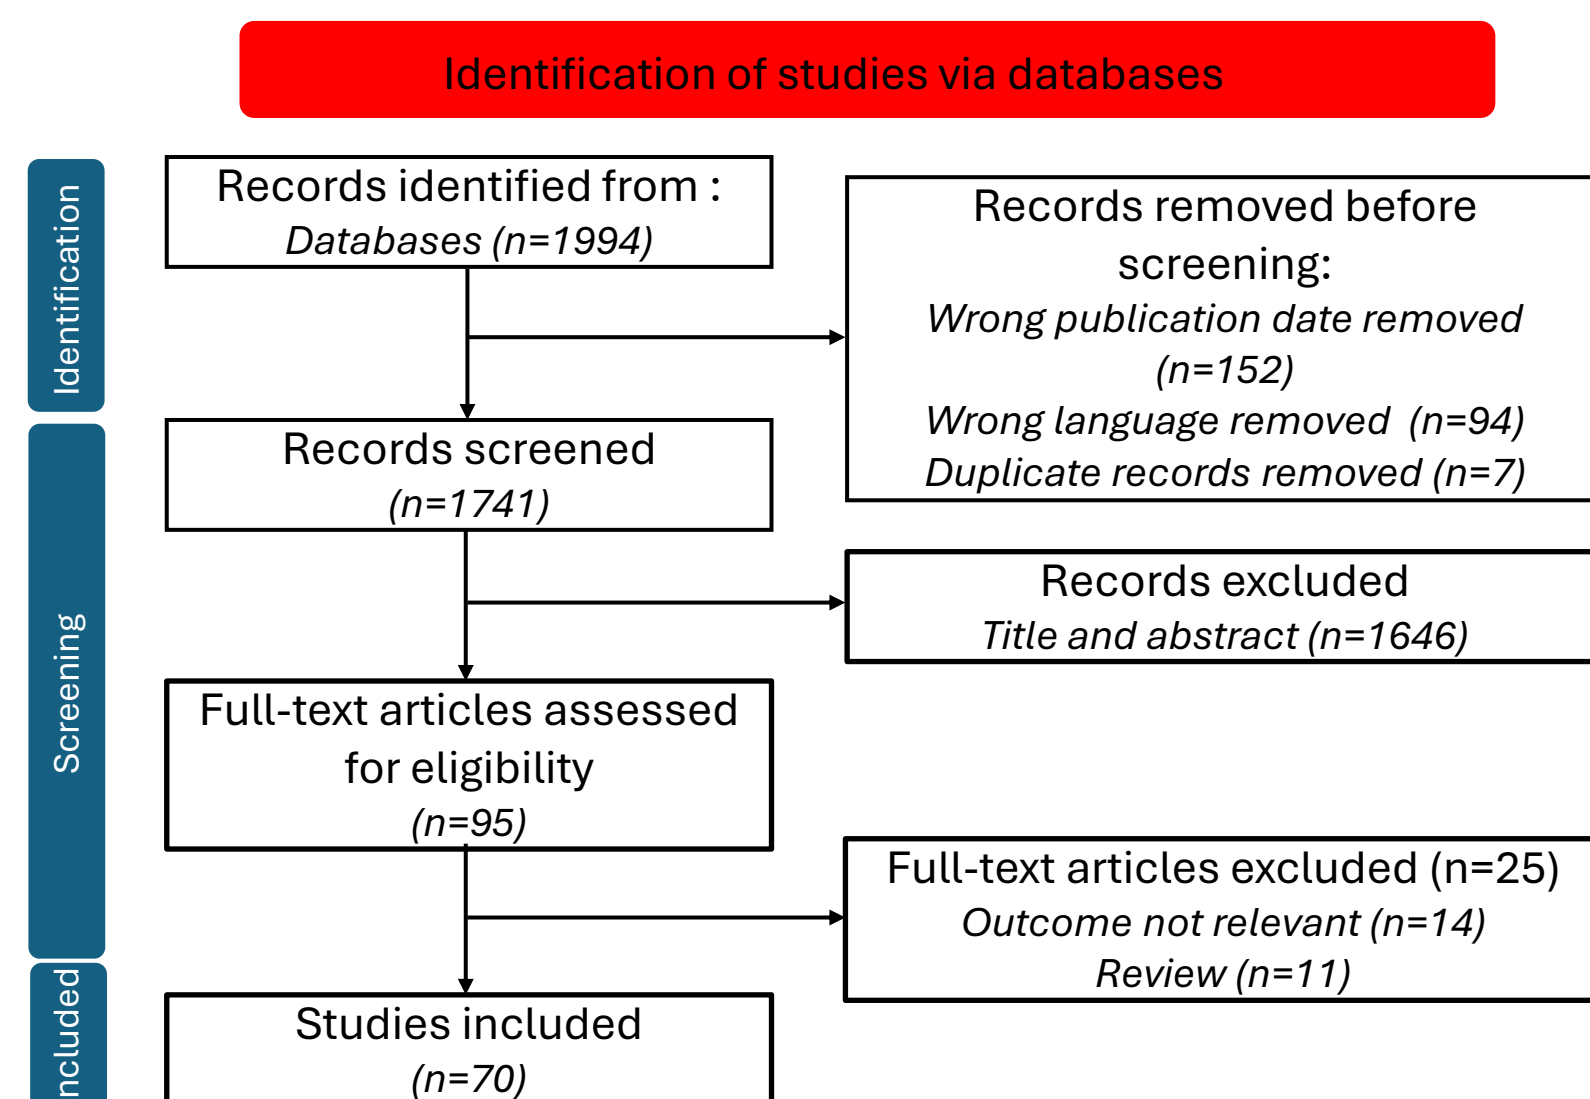 Identification of studies via databases
Identification
Records identified from :
Databases (n=1994)
Records removed before
screening:
Wrong publication date removed
(n=152)
Wrong language removed (n=94)
Duplicate records removed (n=7)
Screening
Records screened
(n=1741)
Records excluded
Title and abstract (n=1646)
Full-text articles assessed
for eligibility
(n=95)
Full-text articles excluded (n=25)
Outcome not relevant (n=14)
Review (n=11)
ncluded
Studies included
(n=70)